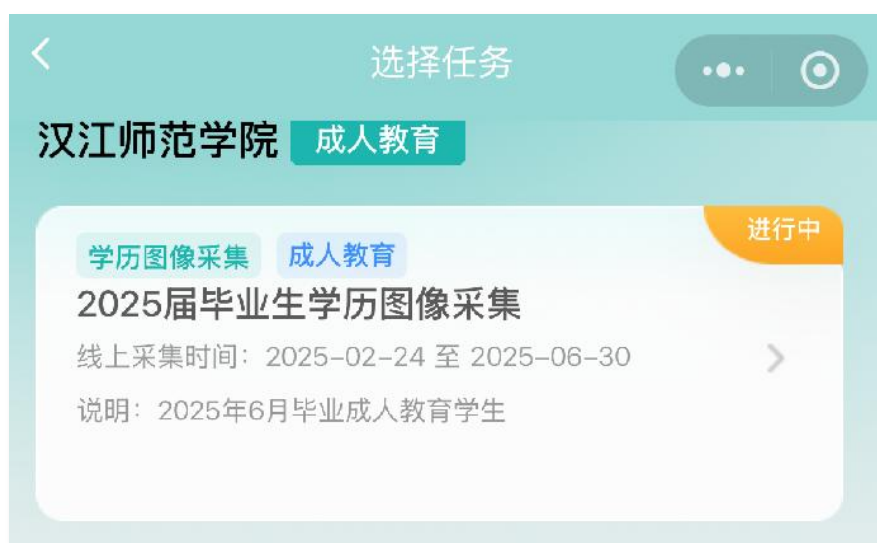 选择任务
汉江师范学院 成人教育
进行中
学历图像采集 成人教育
2025届毕业生学历图像采集
线上采集时间：2025-02-24 至 2025-06-30
说明：2025年6月毕业成人教育学生